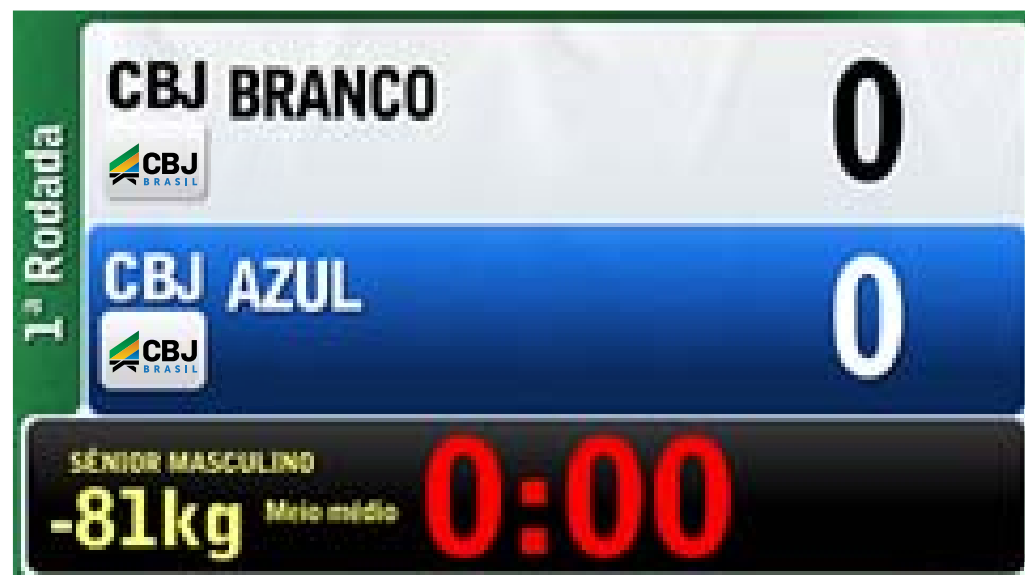 1ª Rodada
CBJ BRANCO 0
CBJ
BRASIL
CBJ AZUL 0
CBJ
BRASIL
SÊNIOR MASCULINO
-81kg Meio médio 0:00